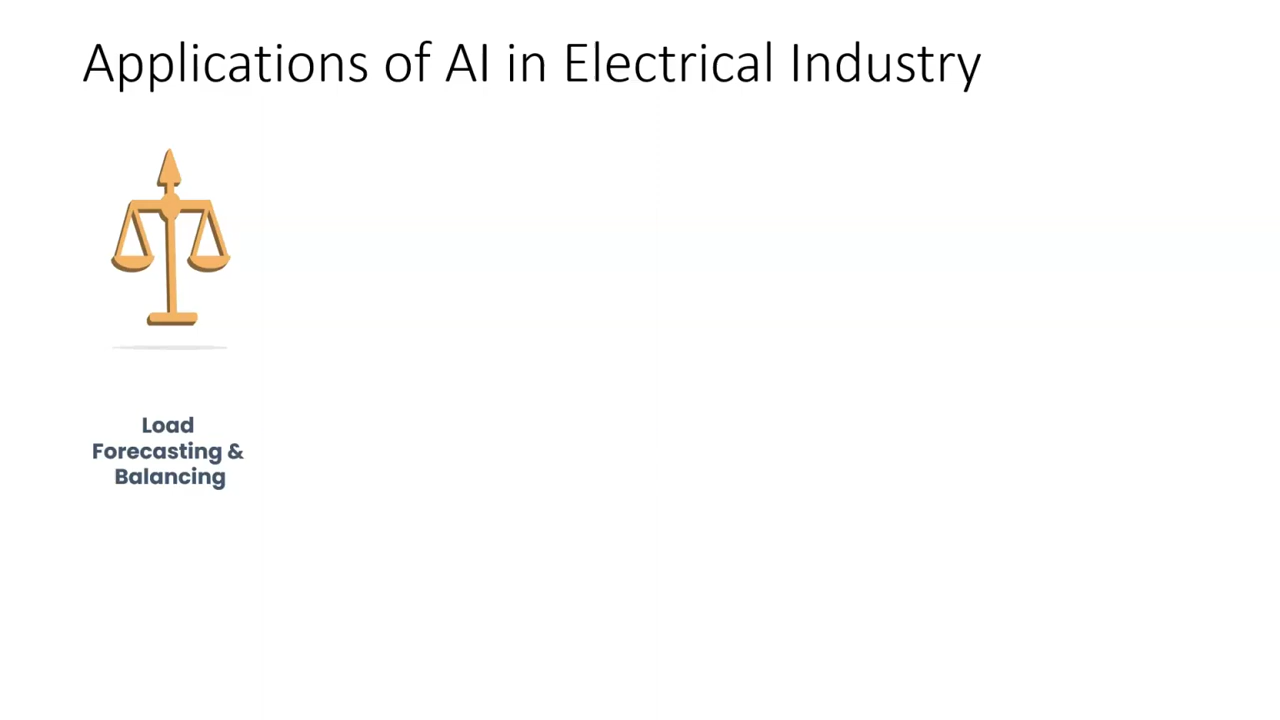 Applications of AI in Electrical Industry
Load
Forecasting &
Balancing